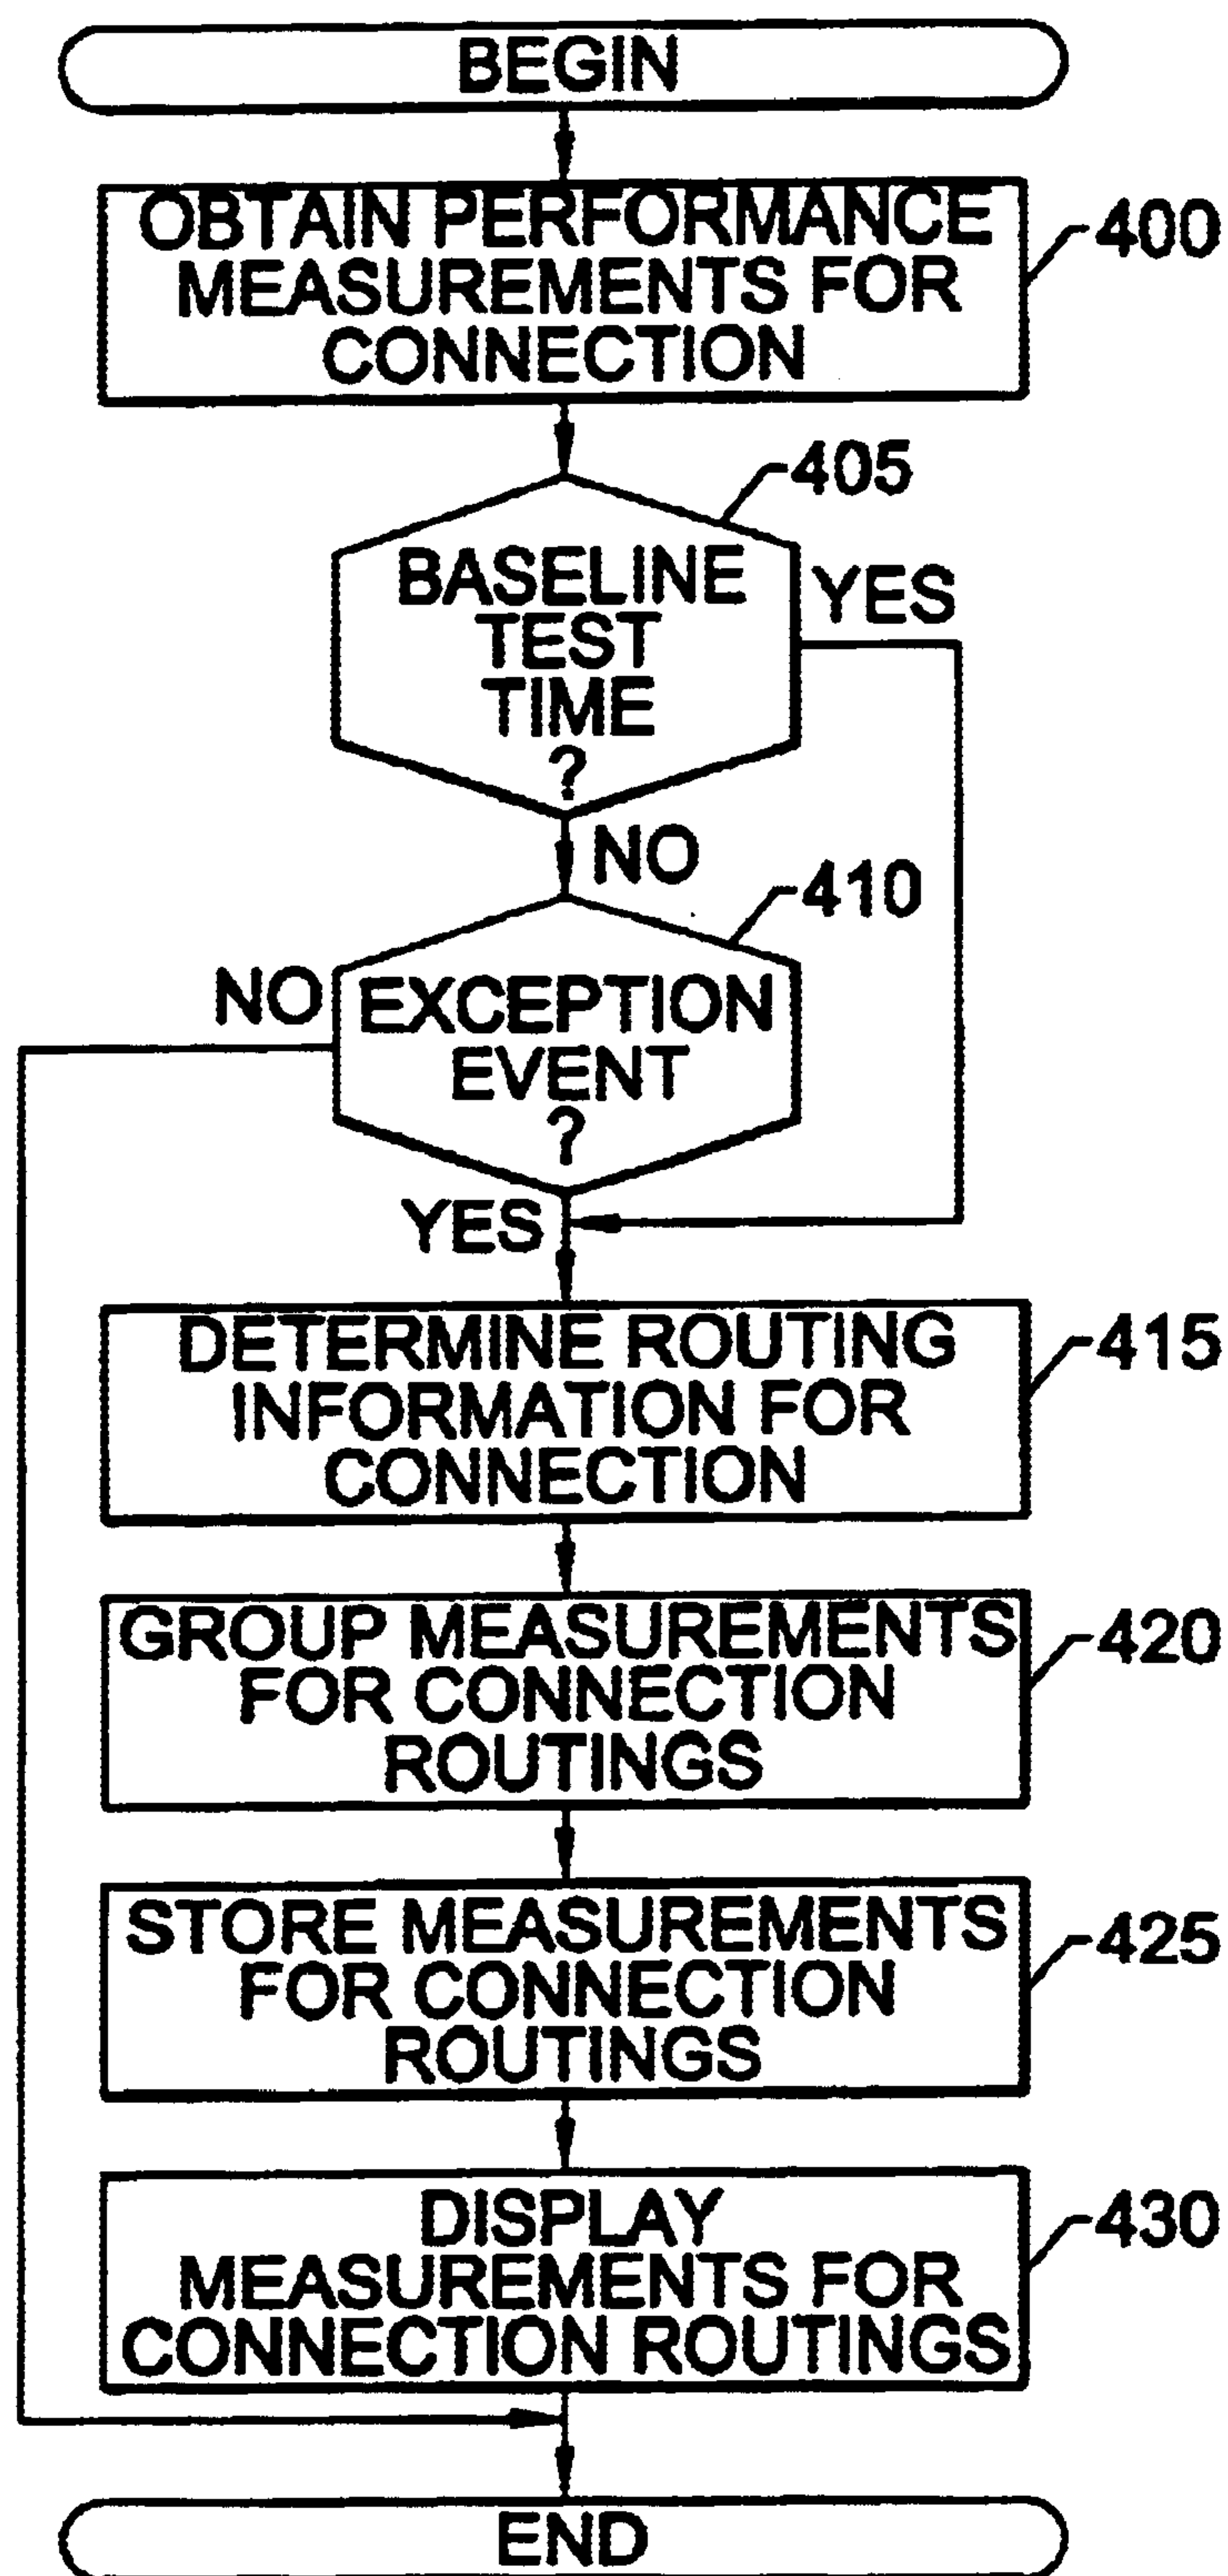 BEGIN
OBTAIN PERFORMANCE
MEASUREMENTS FOR
CONNECTION
400
405
BASELINE
TEST
TIME
?
YES
NO
410
NO
EXCEPTION
EVENT
?
YES
DETERMINE ROUTING
INFORMATION FOR
CONNECTION
415
GROUP MEASUREMENTS
FOR CONNECTION
ROUTINGS
420
STORE MEASUREMENTS
FOR CONNECTION
ROUTINGS
425
DISPLAY
MEASUREMENTS FOR
CONNECTION ROUTINGS
430
END